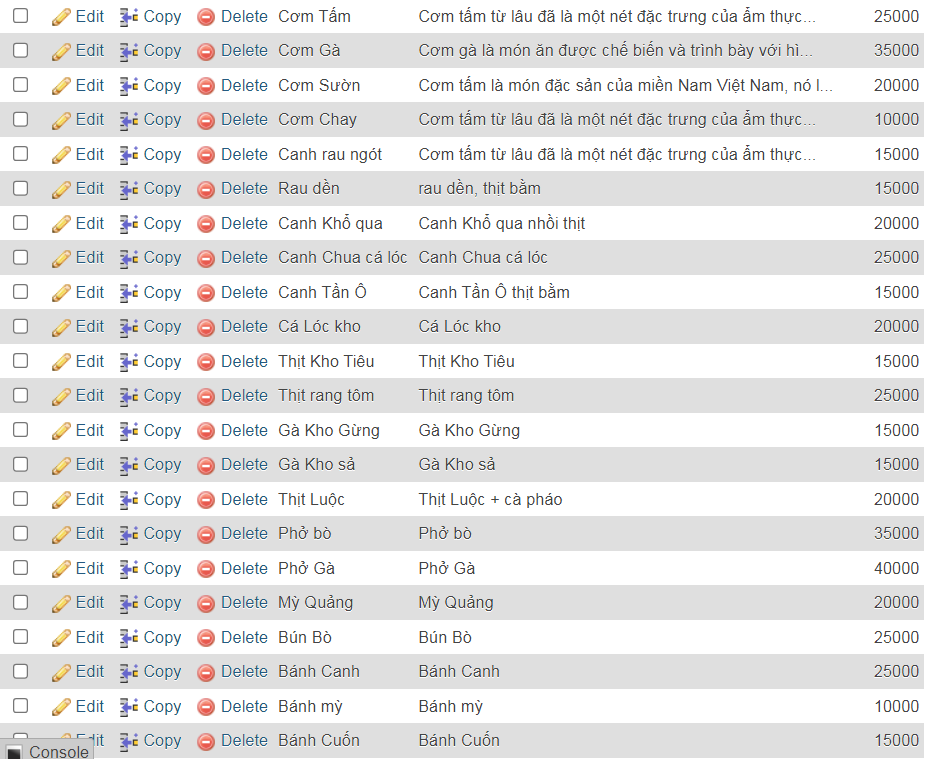 Edit Copy Delete Cơm Tấm Cơm tấm từ lâu đã là một nét đặc trưng của ẩm thực... 25000
Edit Copy Delete Cơm Gà Cơm gà là món ăn được chế biến và trình bày với hì... 35000
Edit Copy Delete Cơm Sườn Cơm tấm là món đặc sản của miền Nam Việt Nam, nó l... 20000
Edit Copy Delete Cơm Chay Cơm tấm từ lâu đã là một nét đặc trưng của ẩm thực... 10000
Edit Copy Delete Canh rau ngót Cơm tấm từ lâu đã là một nét đặc trưng của ẩm thực... 15000
Edit Copy Delete Rau dền rau dền, thịt bằm 15000
Edit Copy Delete Canh Khổ qua Canh Khổ qua nhồi thịt 20000
Edit Copy Delete Canh Chua cá lóc Canh Chua cá lóc 25000
Edit Copy Delete Canh Tần Ô Canh Tần Ô thịt bằm 15000
Edit Copy Delete Cá Lóc kho Cá Lóc kho 20000
Edit Copy Delete Thịt Kho Tiêu Thịt Kho Tiêu 15000
Edit Copy Delete Thịt rang tôm Thịt rang tôm 25000
Edit Copy Delete Gà Kho Gừng Gà Kho Gừng 15000
Edit Copy Delete Gà Kho sả Gà Kho sả 15000
Edit Copy Delete Thịt Luộc Thịt Luộc + cà pháo 20000
Edit Copy Delete Phở bò Phở bò 35000
Edit Copy Delete Phở Gà Phở Gà 40000
Edit Copy Delete Mỳ Quảng Mỳ Quảng 20000
Edit Copy Delete Bún Bò Bún Bò 25000
Edit Copy Delete Bánh Canh Bánh Canh 25000
Edit Copy Delete Bánh mỳ Bánh mỳ 10000
Edit Copy Delete Bánh Cuốn Bánh Cuốn 15000
Console